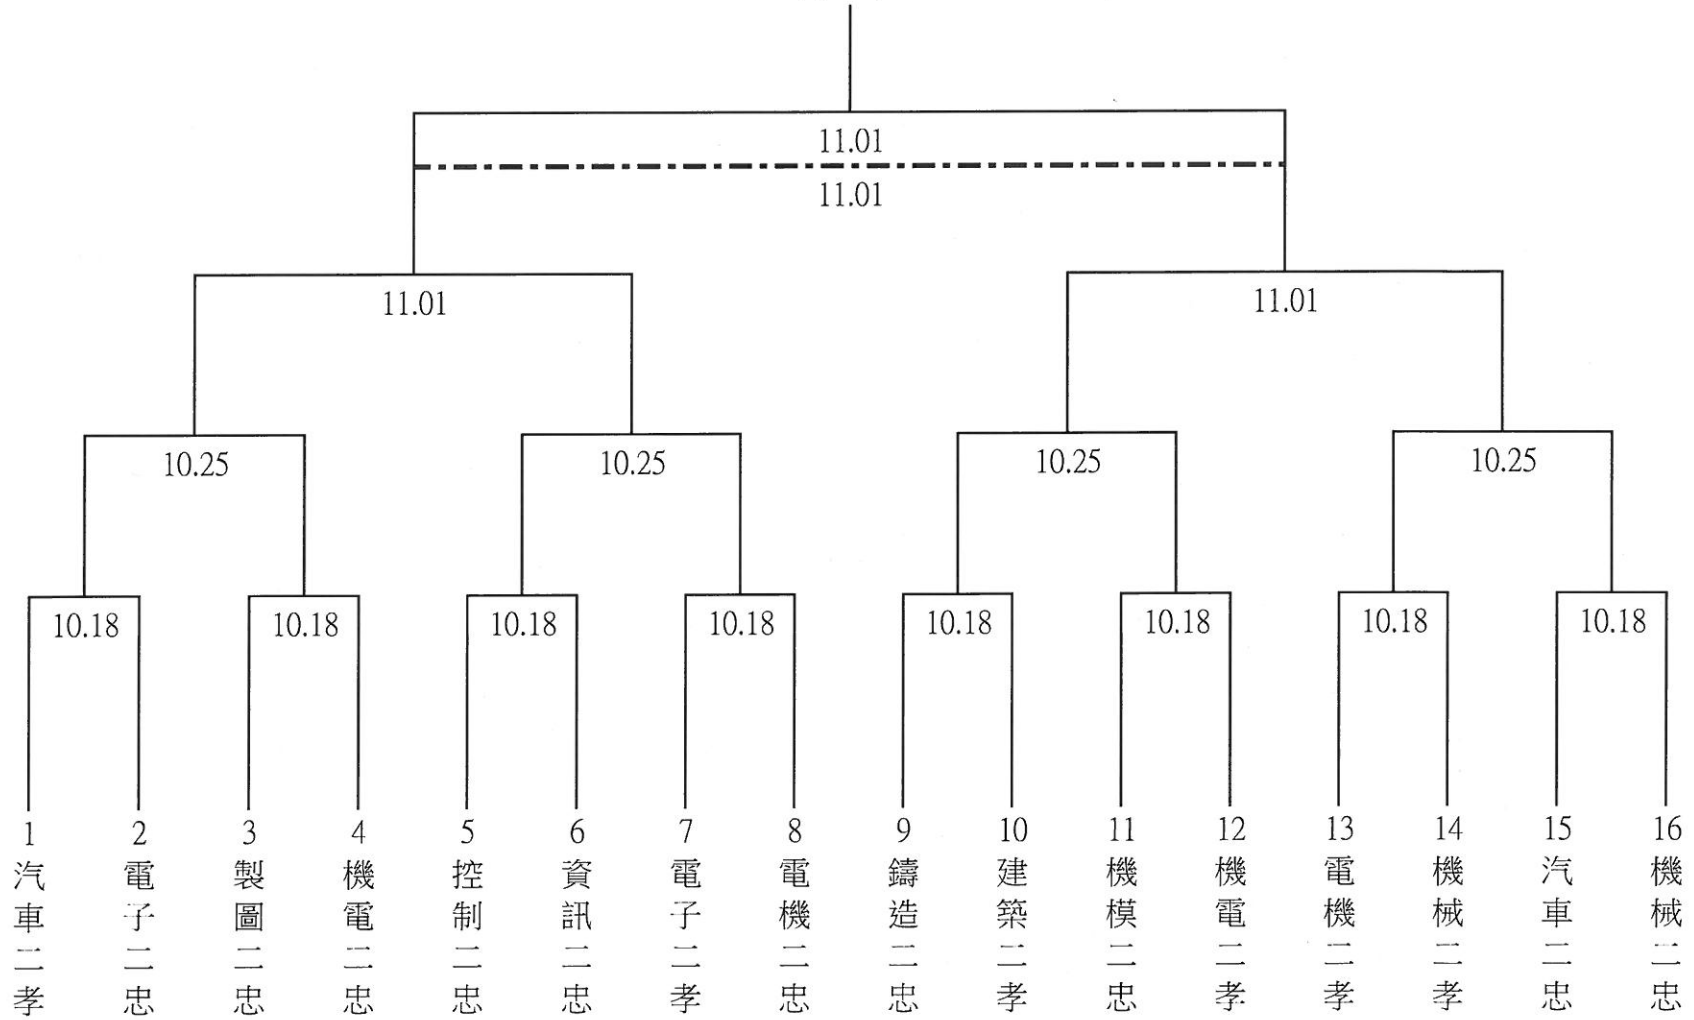 11.01
11.01
11.01 11.01
10.25 10.25 10.25 10.25
10.18 10.18 10.18 10.18 10.18 10.18 10.18 10.18
1 汽車二孝
2 電子二忠
3 製圖二忠
4 機電二忠
5 控制二忠
6 資訊二忠
7 電子二孝
8 電機二忠
9 鑄造二忠
10 建築二孝
11 機模二忠
12 機電二孝
13 電機二孝
14 機械二孝
15 汽車二忠
16 機械二忠